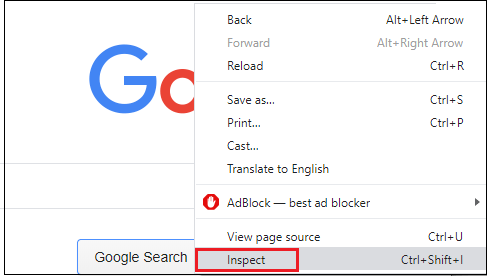 Go
Back Alt+Left Arrow
Forward Alt+Right Arrow
Reload Ctrl+R
Save as... Ctrl+S
Print... Ctrl+P
Cast...
Translate to English
AdBlock — best ad blocker
View page source Ctrl+U
Google Search
Inspect Ctrl+Shift+I